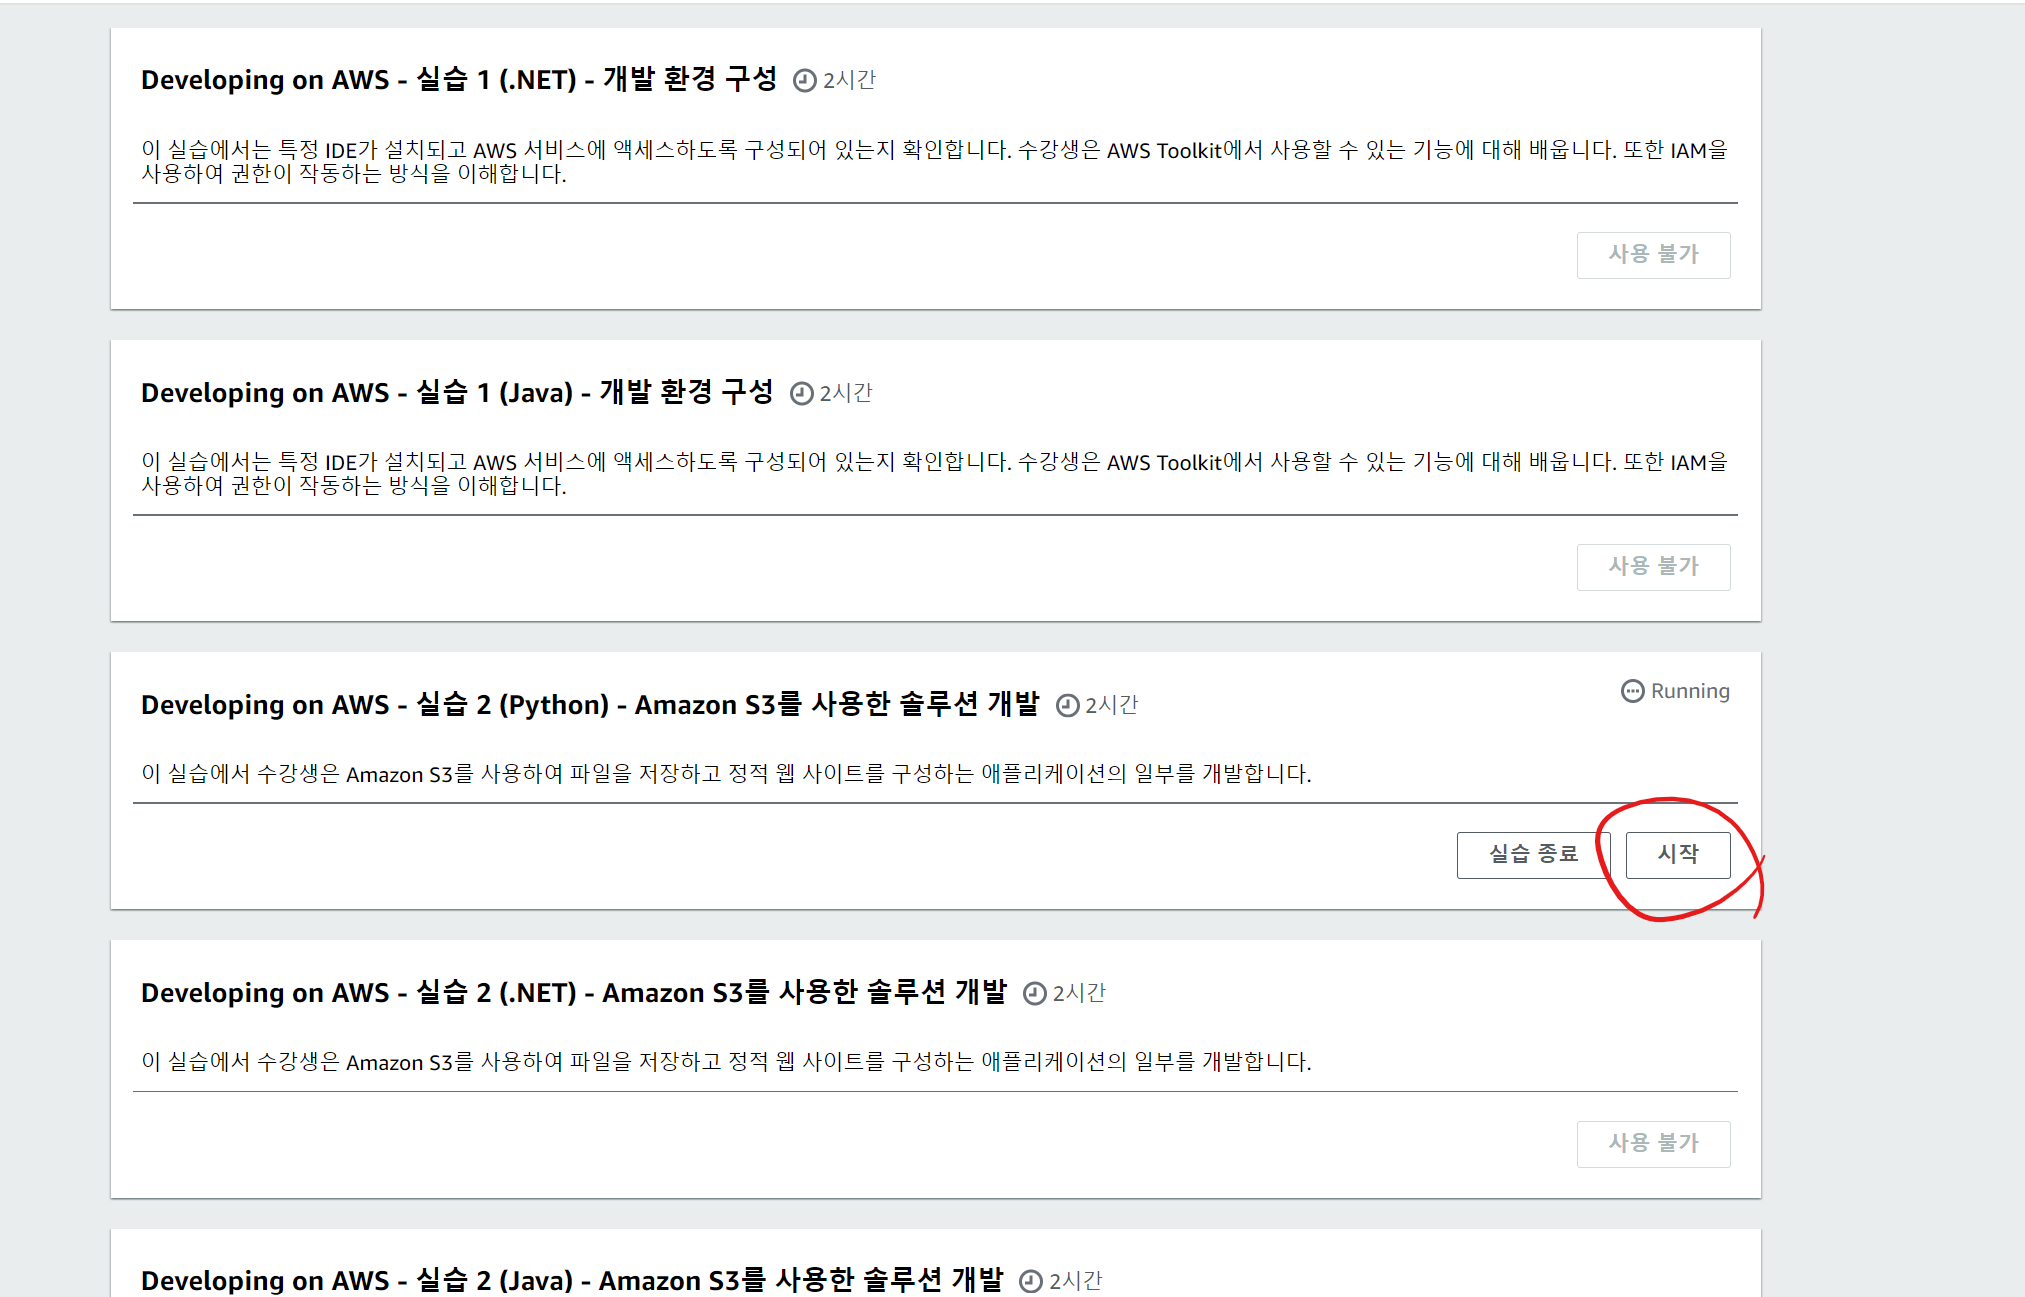 Developing on AWS - 실습 1 (.NET) - 개발 환경 구성 2시간
이 실습에서는 특정 IDE가 설치되고 AWS 서비스에 액세스하도록 구성되어 있는지 확인합니다. 수강생은 AWS Toolkit에서 사용할 수 있는 기능에 대해 배웁니다. 또한 IAM을
사용하여 권한이 작동하는 방식을 이해합니다.
사용 불가
Developing on AWS - 실습 1 (Java) - 개발 환경 구성 2시간
이 실습에서는 특정 IDE가 설치되고 AWS 서비스에 액세스하도록 구성되어 있는지 확인합니다. 수강생은 AWS Toolkit에서 사용할 수 있는 기능에 대해 배웁니다. 또한 IAM을
사용하여 권한이 작동하는 방식을 이해합니다.
사용 불가
Developing on AWS - 실습 2 (Python) - Amazon S3를 사용한 솔루션 개발 2시간
Running
이 실습에서 수강생은 Amazon S3를 사용하여 파일을 저장하고 정적 웹 사이트를 구성하는 애플리케이션의 일부를 개발합니다.
실습 종료 시작
Developing on AWS - 실습 2 (.NET) - Amazon S3를 사용한 솔루션 개발 2시간
이 실습에서 수강생은 Amazon S3를 사용하여 파일을 저장하고 정적 웹 사이트를 구성하는 애플리케이션의 일부를 개발합니다.
사용 불가
Developing on AWS - 실습 2 (Java) - Amazon S3를 사용한 솔루션 개발 2시간